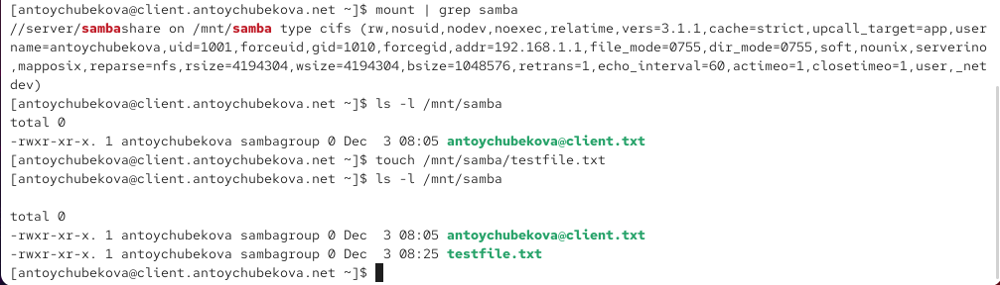 [antoychubekova@client.antoychubekova.net ~]$ mount | grep samba
//server/sambashare on /mnt/samba type cifs (rw,nosuid,nodev,noexec,relatime,vers=3.1.1,cache=strict,upcall_target=app,user
name=antoychubekova,uid=1001,forceuid,gid=1010,forcegid,addr=192.168.1.1,file_mode=0755,dir_mode=0755,soft,nounix,serverino
,mapposix,reparse=nfs,rsize=4194304,wsize=4194304,bsize=1048576,retrans=1,echo_interval=60,actimeo=1,closetimeo=1,user,_net
dev)
[antoychubekova@client.antoychubekova.net ~]$ ls -l /mnt/samba
total 0
-rwxr-xr-x. 1 antoychubekova sambagroup 0 Dec  3 08:05 antoychubekova@client.txt
[antoychubekova@client.antoychubekova.net ~]$ touch /mnt/samba/testfile.txt
[antoychubekova@client.antoychubekova.net ~]$ ls -l /mnt/samba
total 0
-rwxr-xr-x. 1 antoychubekova sambagroup 0 Dec  3 08:05 antoychubekova@client.txt
-rwxr-xr-x. 1 antoychubekova sambagroup 0 Dec  3 08:25 testfile.txt
[antoychubekova@client.antoychubekova.net ~]$